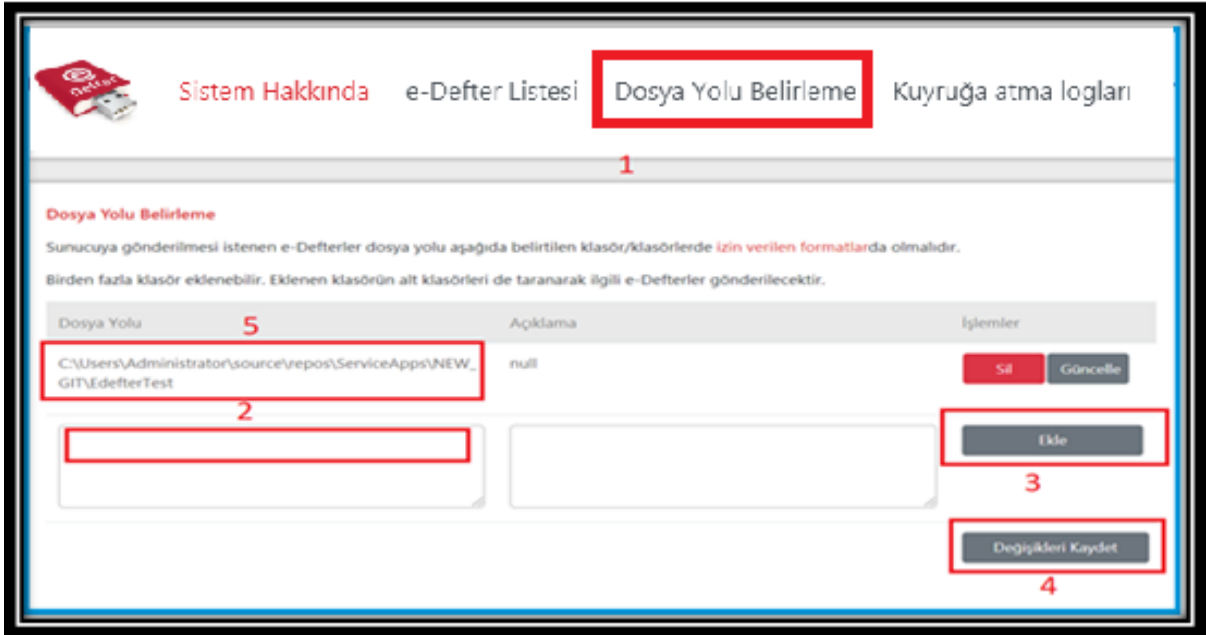 e
defter
Sistem Hakkında e-Defter Listesi Dosya Yolu Belirleme Kuyruğa atma logları
1
Dosya Yolu Belirleme
Sunucuya gönderilmesi istenen e-Defterler dosya yolu aşağıda belirtilen klasör/klasörlerde izin verilen formatlarda olmalıdır.
Birden fazla klasör eklenebilir. Eklenen klasörün alt klasörleri de taranarak ilgili e-Defterler gönderilecektir.
Dosya Yolu 5 Açıklama İşlemler
C:\Users\Administrator\source\repos\ServiceApps\NEW_ null Sil Güncelle
GIT\EdefterTest
2
Ekle
3
Değişikleri Kaydet
4